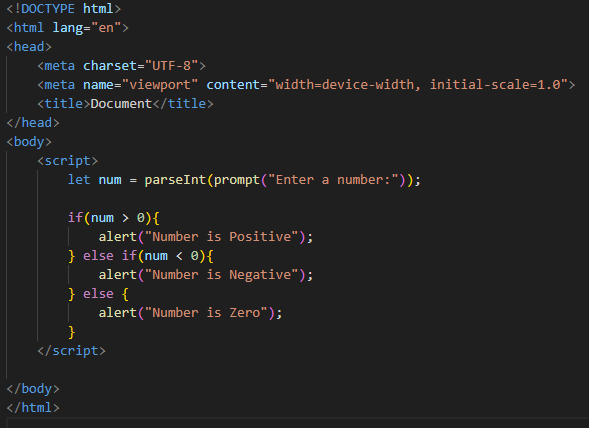 <!DOCTYPE html>
<html lang="en">
<head>
    <meta charset="UTF-8">
    <meta name="viewport" content="width=device-width, initial-scale=1.0">
    <title>Document</title>
</head>
<body>
    <script>
        let num = parseInt(prompt("Enter a number:"));

        if(num > 0){
            alert("Number is Positive");
        } else if(num < 0){
            alert("Number is Negative");
        } else {
            alert("Number is Zero");
        }
    </script>

</body>
</html>